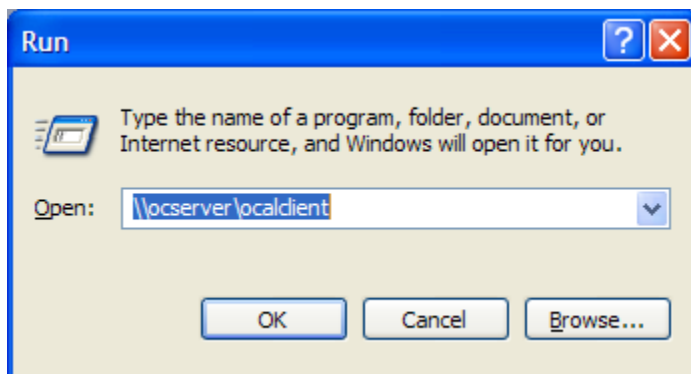 Run
Type the name of a program, folder, document, or
Internet resource, and Windows will open it for you.
Open: \\ocserver\ocalclient
OK Cancel Browse...